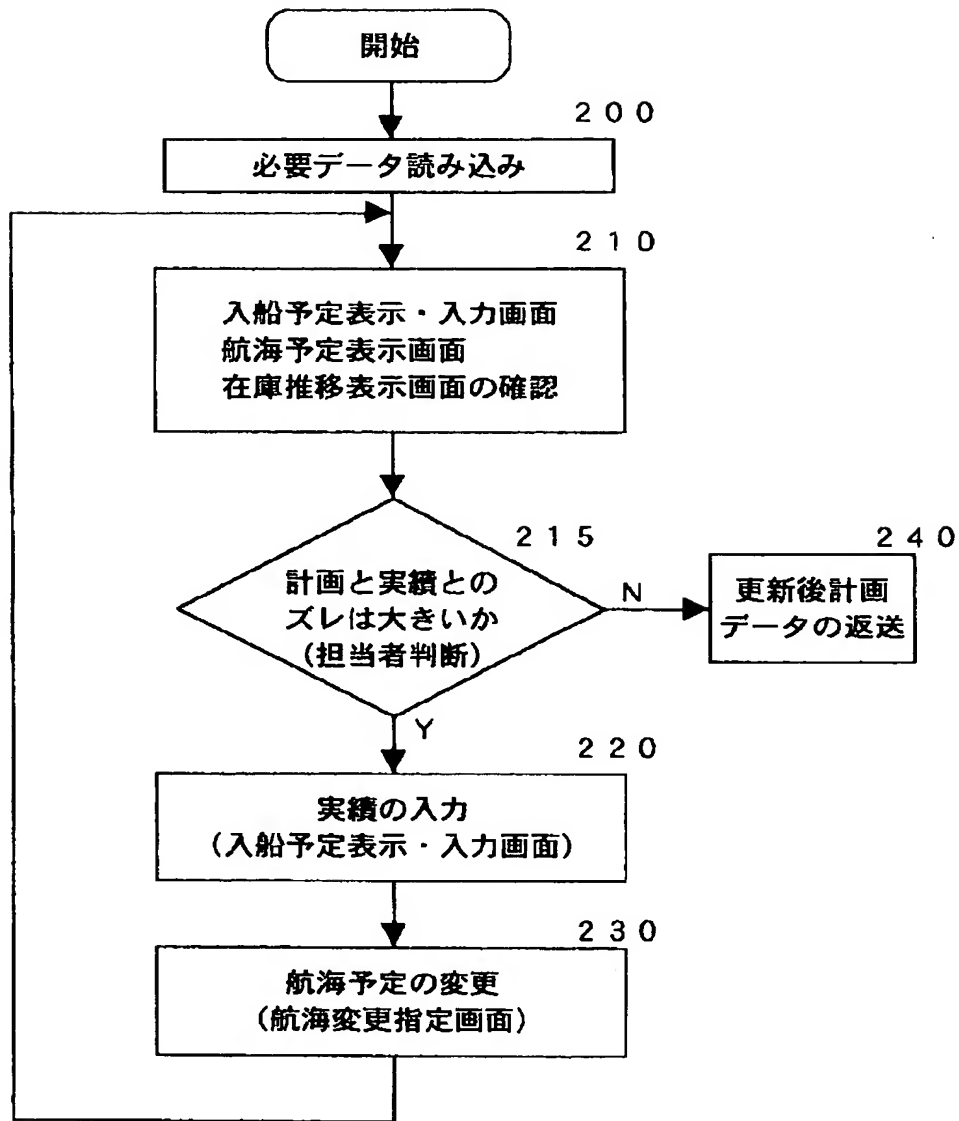 開始
200
必要データ読み込み
210
入船予定表示・入力画面
航海予定表示画面
在庫推移表示画面の確認
215
計画と実績との
ズレは大きいか
(担当者判断)
N
240
更新後計画
データの返送
Y
220
実績の入力
(入船予定表示・入力画面)
230
航海予定の変更
(航海変更指定画面)